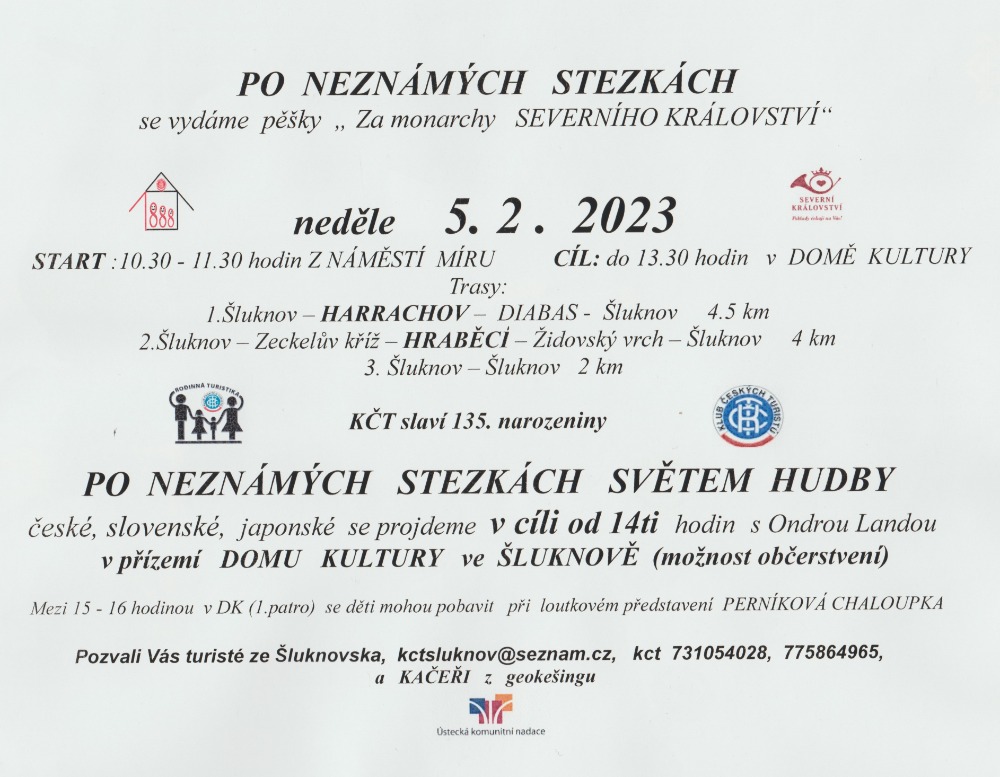 PO NEZNÁMÝCH STEZKÁCH
se vydáme pěšky „ Za monarchy SEVERNÍHO KRÁLOVSTVÍ“
SEVERNÍ
KRÁLOVSTVÍ
Poklady čekají na Vás!
neděle 5. 2 . 2023
START :10.30 - 11.30 hodin Z NÁMĚSTÍ MÍRU CÍL: do 13.30 hodin v DOMĚ KULTURY
Trasy:
1.Šluknov – HARRACHOV – DIABAS - Šluknov 4.5 km
2.Šluknov – Zeckelův kříž – HRABĚCÍ – Židovský vrch – Šluknov 4 km
3. Šluknov – Šluknov 2 km
RODINNÁ TURISTIKA
KČT slaví 135. narozeniny
KLUB ČESKÝCH TURISTŮ
PO NEZNÁMÝCH STEZKÁCH SVĚTEM HUDBY
české, slovenské, japonské se projdeme v cíli od 14ti hodin s Ondrou Landou
v přízemí DOMU KULTURY ve ŠLUKNOVĚ (možnost občerstvení)
Mezi 15 - 16 hodinou v DK (1.patro) se děti mohou pobavit při loutkovém představení PERNÍKOVÁ CHALOUPKA
Pozvali Vás turisté ze Šluknovska, kctsluknov@seznam.cz, kct 731054028, 775864965,
a KAČEŘI z geokešingu
Ústecká komunitní nadace